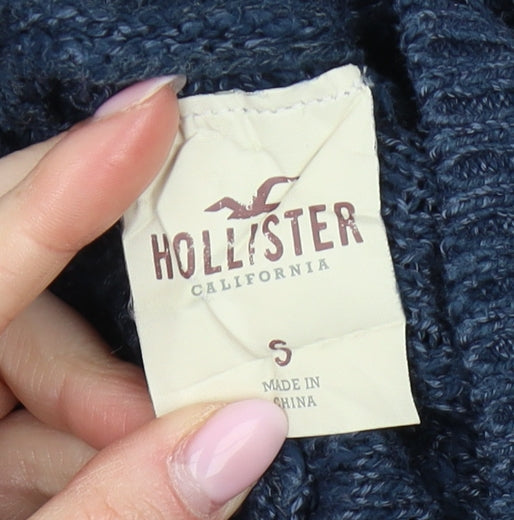 HOLLISTER
CALIFORNIA
S
MADE IN
CHINA